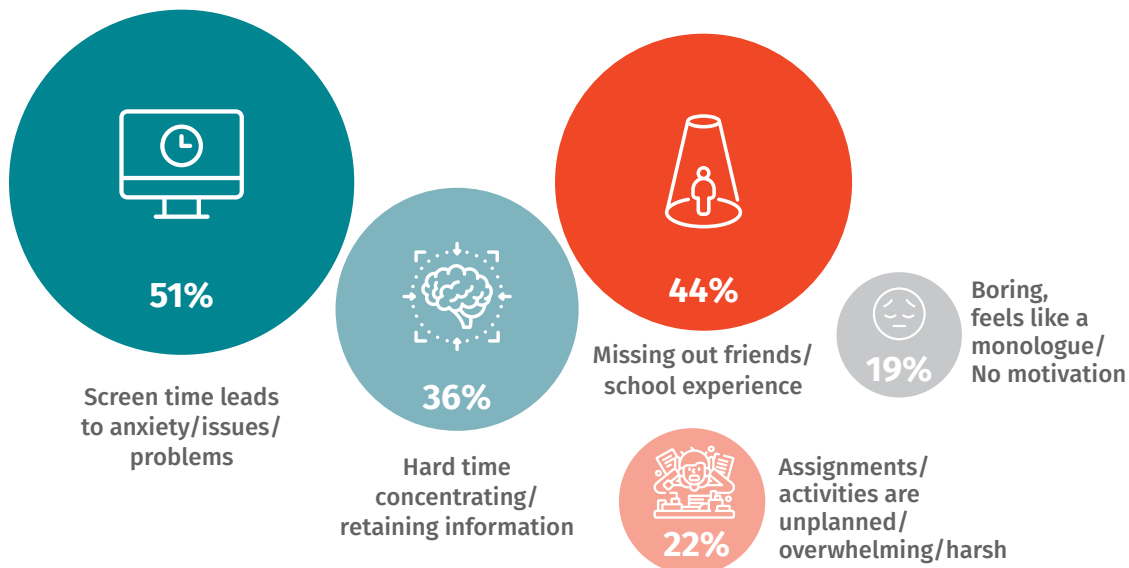 51%
Screen time leads
to anxiety/issues/
problems
36%
Hard time
concentrating/
retaining information
44%
Missing out friends/
school experience
19%
Boring,
feels like a
monologue/
No motivation
22%
Assignments/
activities are
unplanned/
overwhelming/harsh